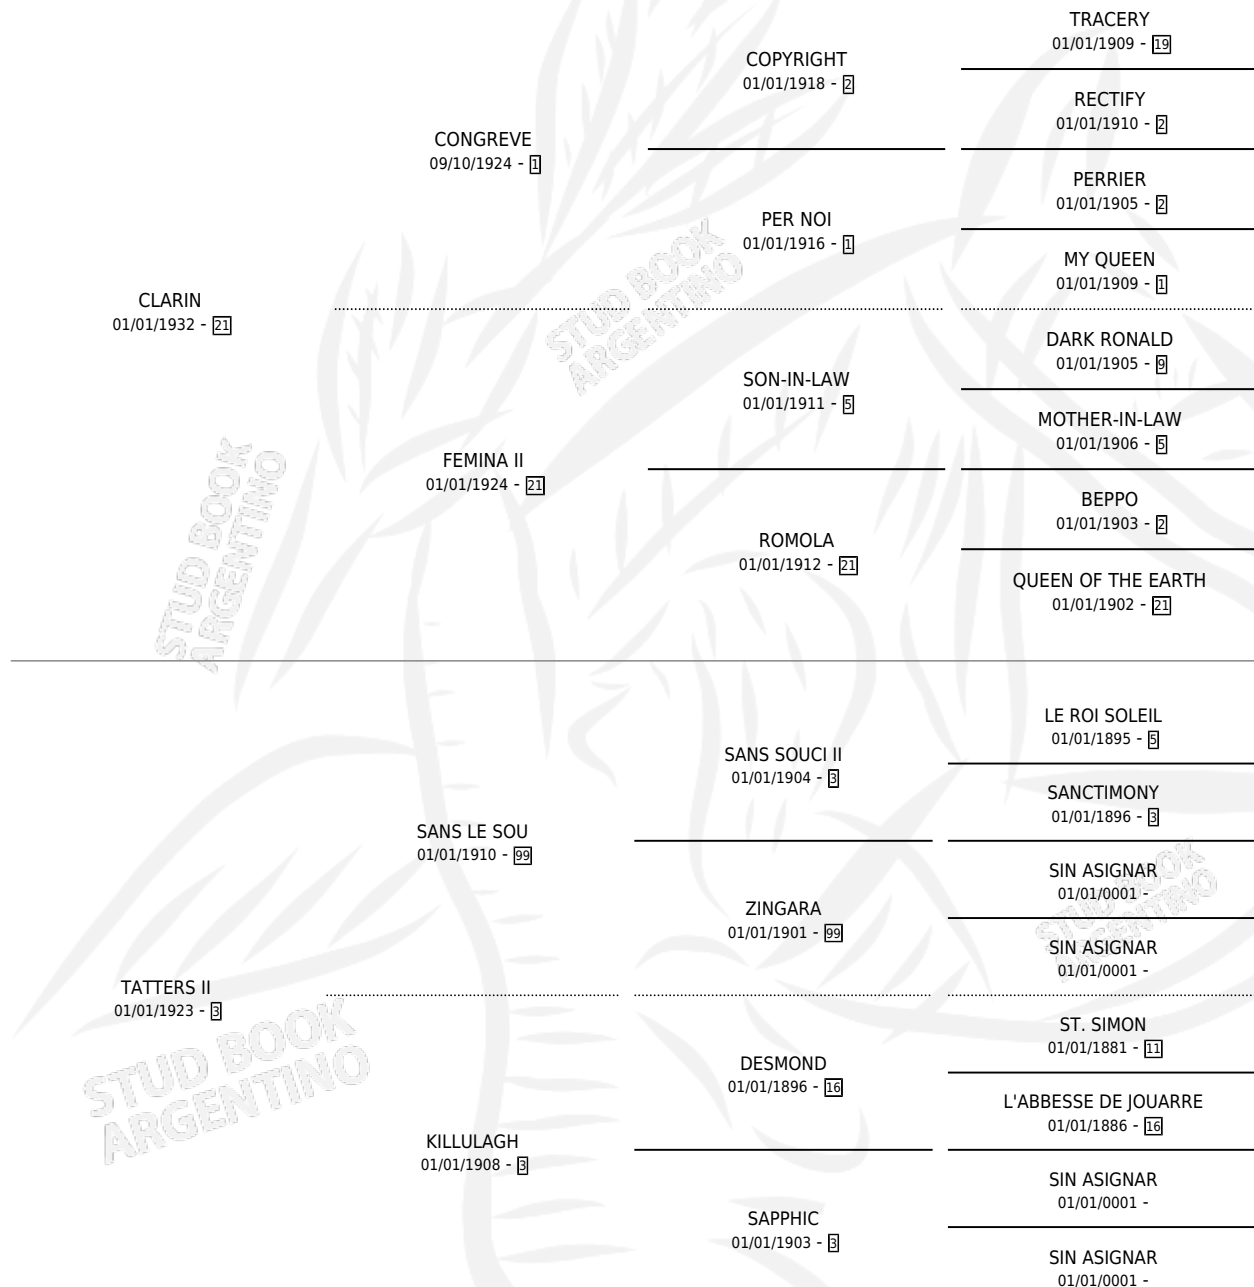 TRACERY
01/01/1909 - 19
COPYRIGHT
01/01/1918 - 2
RECTIFY
01/01/1910 - 2
CONGREVE
09/10/1924 - 1
PERRIER
01/01/1905 - 2
PER NOI
01/01/1916 - 1
MY QUEEN
01/01/1909 - 1
CLARIN
01/01/1932 - 21
DARK RONALD
01/01/1905 - 9
SON-IN-LAW
01/01/1911 - 5
MOTHER-IN-LAW
01/01/1906 - 5
FEMINA II
01/01/1924 - 21
BEPPO
01/01/1903 - 2
ROMOLA
01/01/1912 - 21
QUEEN OF THE EARTH
01/01/1902 - 21
LE ROI SOLEIL
01/01/1895 - 5
SANS SOUCI II
01/01/1904 - 3
SANCTIMONY
01/01/1896 - 3
SANS LE SOU
01/01/1910 - 99
SIN ASIGNAR
01/01/0001 -
ZINGARA
01/01/1901 - 99
SIN ASIGNAR
01/01/0001 -
TATTERS II
01/01/1923 - 3
ST. SIMON
01/01/1881 - 11
DESMOND
01/01/1896 - 16
L'ABBESSE DE JOUARRE
01/01/1886 - 16
KILLULAGH
01/01/1908 - 3
SIN ASIGNAR
01/01/0001 -
SAPPHIC
01/01/1903 - 3
SIN ASIGNAR
01/01/0001 -
STUD BOOK
ARGENTINO
STUD BOOK
ARGENTINO
STUD BOOK
ARGENTINO
STUD BOOK
ARGENTINO